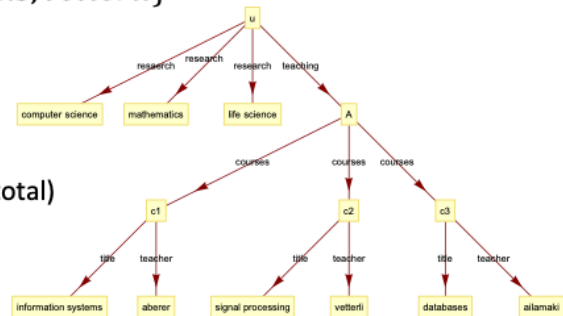 u
research
research
research
teaching
computer science
mathematics
life science
A
courses
courses
courses
otal)
c1
c2
c3
title
teacher
title
teacher
title
teacher
information systems
aberer
signal processing
vetterli
databases
ailamaki